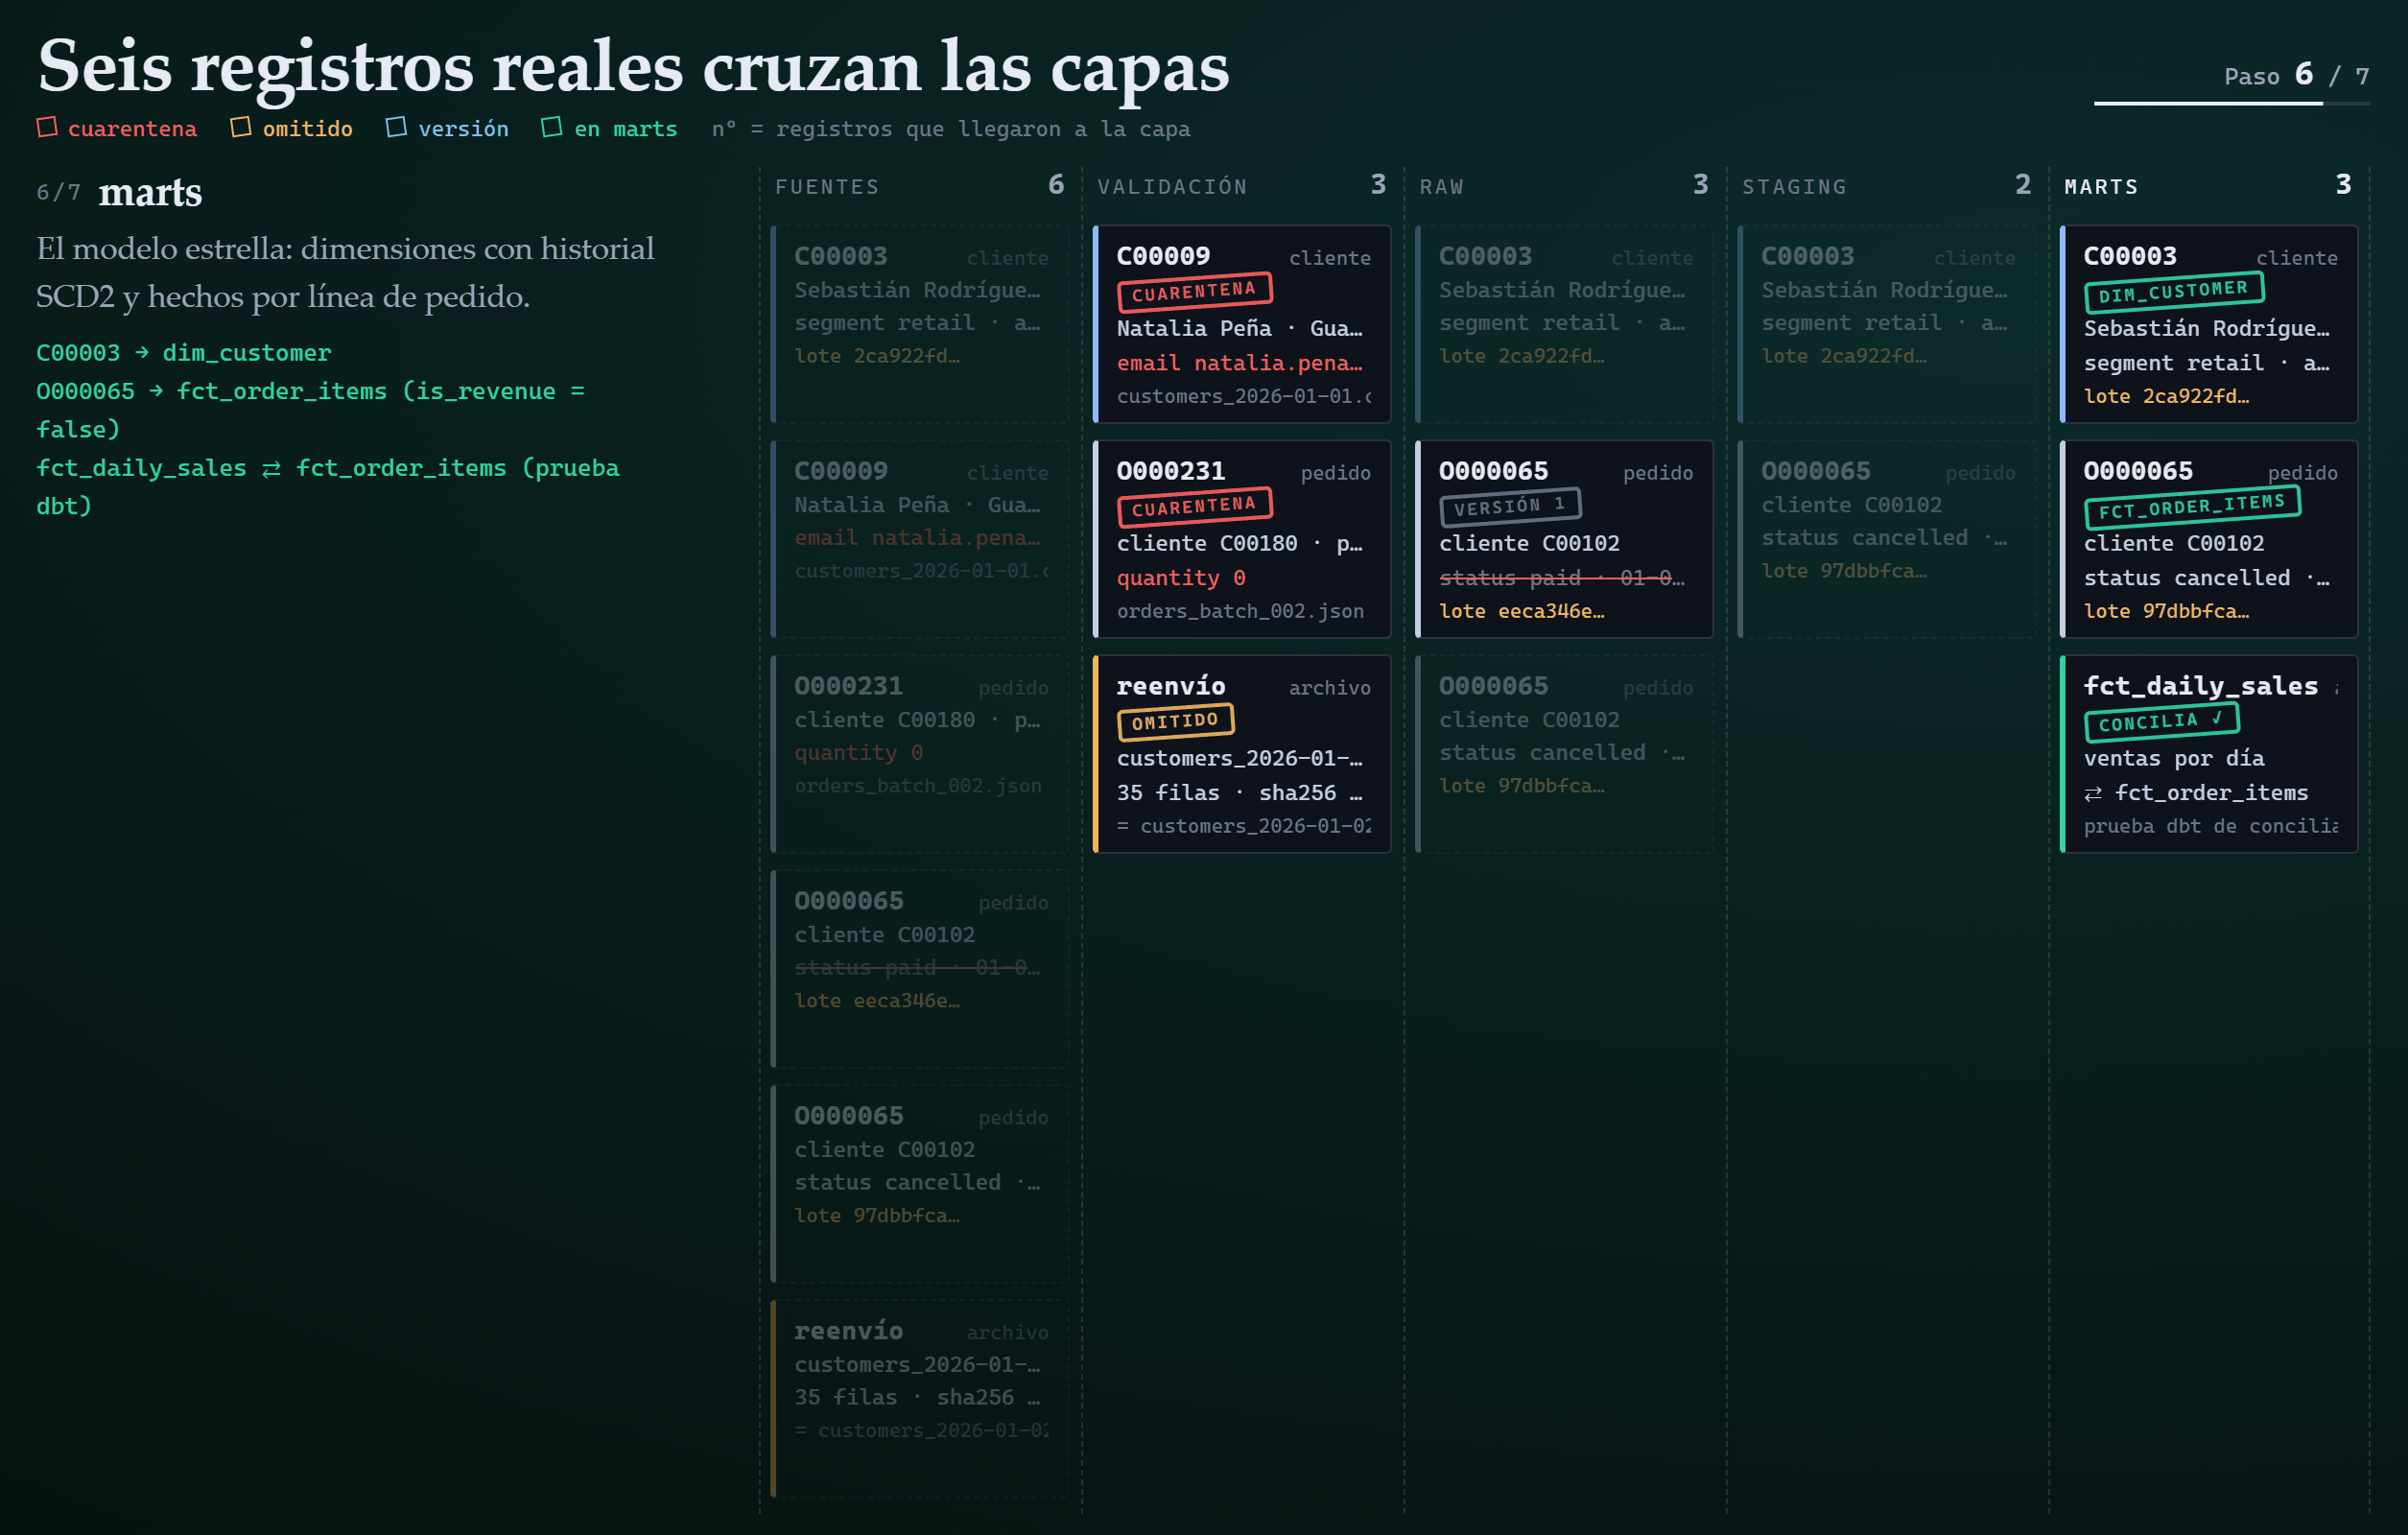 Seis registros reales cruzan las capas
Paso 6 / 7
cuarentena omitido versión en marts nº = registros que llegaron a la capa
6/7 marts
El modelo estrella: dimensiones con historial
SCD2 y hechos por línea de pedido.
C00003 → dim_customer
O000065 → fct_order_items (is_revenue =
false)
fct_daily_sales ⇄ fct_order_items (prueba
dbt)
FUENTES 6
C00003 cliente
Sebastián Rodrígue…
segment retail · a…
lote 2ca922fd…
C00009 cliente
Natalia Peña · Gua…
email natalia.pena…
customers_2026-01-01.c
O000231 pedido
cliente C00180 · p…
quantity 0
orders_batch_002.json
O000065 pedido
cliente C00102
status paid · 01-0…
lote eeca346e…
O000065 pedido
cliente C00102
status cancelled ·…
lote 97dbbfca…
reenvío archivo
customers_2026-01-…
35 filas · sha256 …
= customers_2026-01-02
VALIDACIÓN 3
C00009 cliente
CUARENTENA
Natalia Peña · Gua…
email natalia.pena…
customers_2026-01-01.c
O000231 pedido
CUARENTENA
cliente C00180 · p…
quantity 0
orders_batch_002.json
reenvío archivo
OMITIDO
customers_2026-01-…
35 filas · sha256 …
= customers_2026-01-02
RAW 3
C00003 cliente
Sebastián Rodrígue…
segment retail · a…
lote 2ca922fd…
O000065 pedido
VERSIÓN 1
cliente C00102
status paid · 01-0…
lote eeca346e…
O000065 pedido
cliente C00102
status cancelled ·…
lote 97dbbfca…
STAGING 2
C00003 cliente
Sebastián Rodrígue…
segment retail · a…
lote 2ca922fd…
O000065 pedido
cliente C00102
status cancelled ·…
lote 97dbbfca…
MARTS 3
C00003 cliente
DIM_CUSTOMER
Sebastián Rodrígue…
segment retail · a…
lote 2ca922fd…
O000065 pedido
FCT_ORDER_ITEMS
cliente C00102
status cancelled ·…
lote 97dbbfca…
fct_daily_sales
CONCILIA ✓
ventas por día
⇄ fct_order_items
prueba dbt de concilia